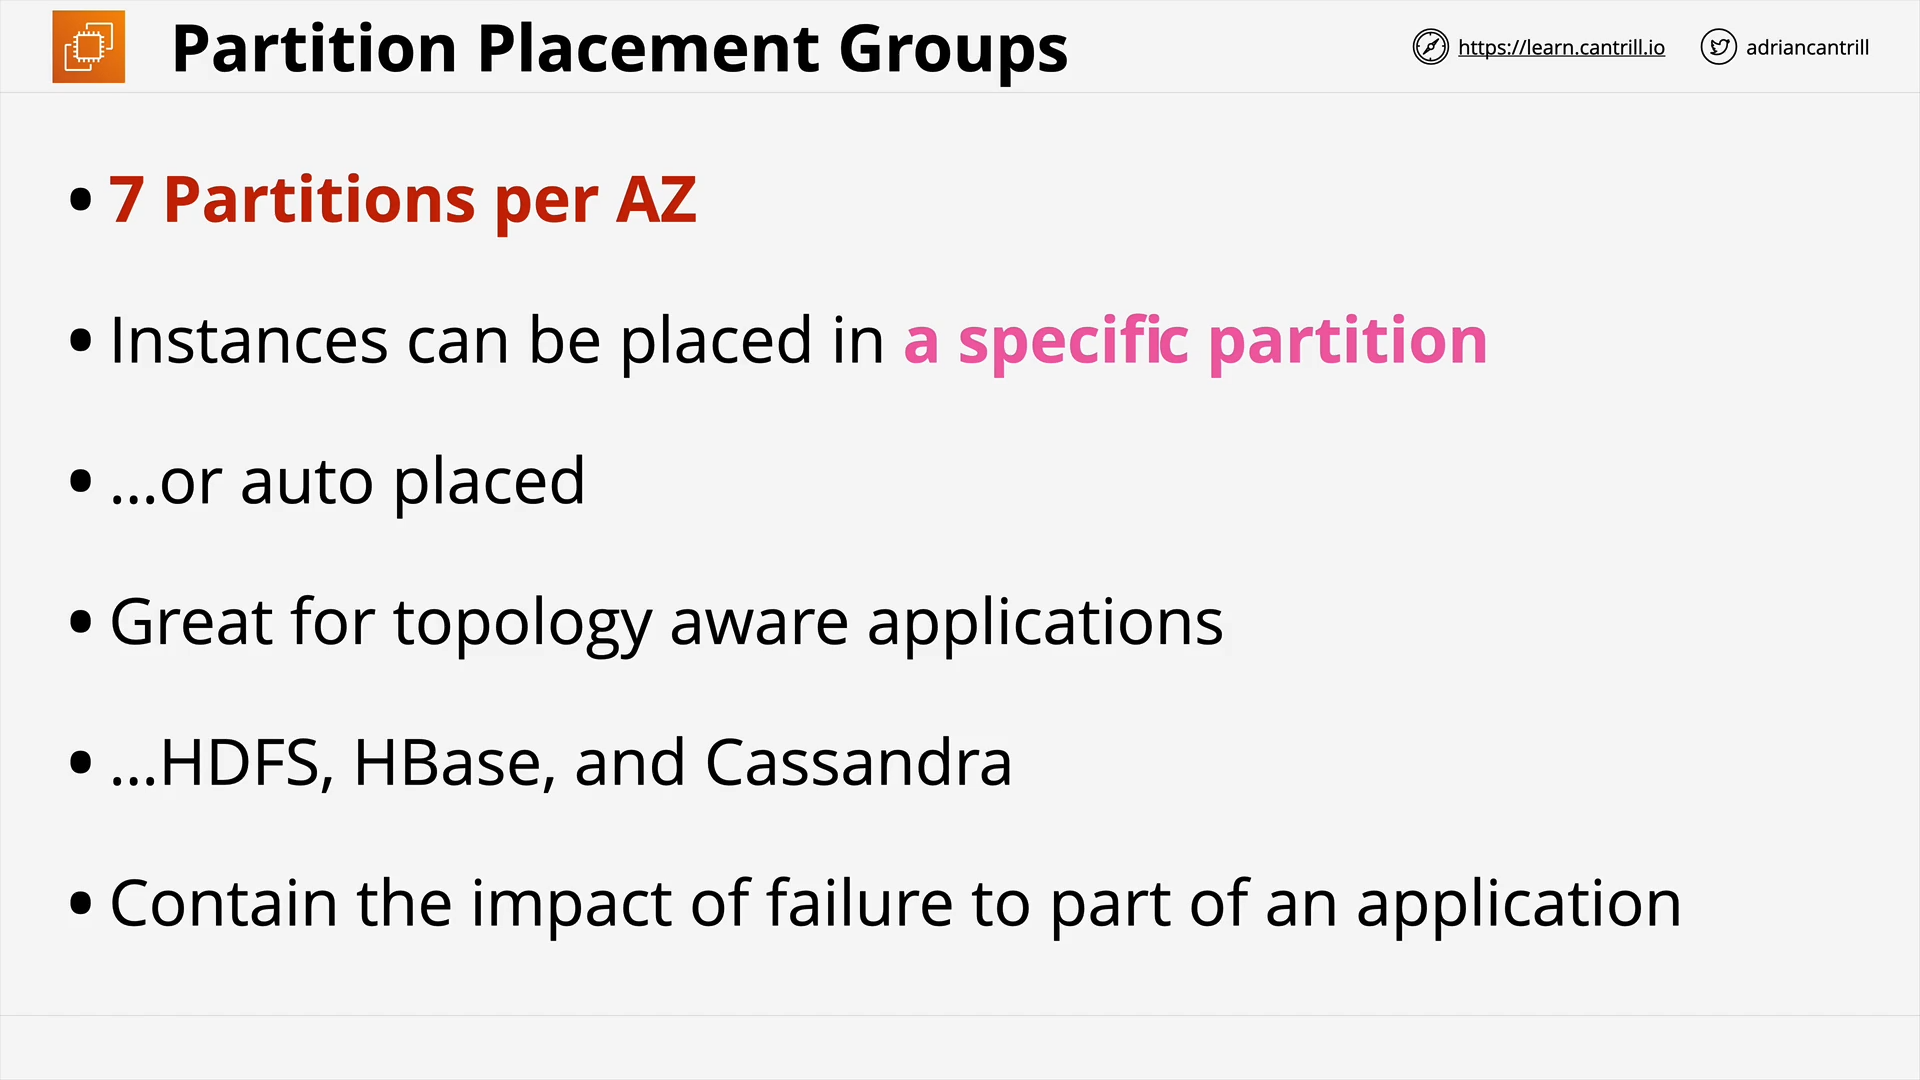 Partition Placement Groups
https://learn.cantrill.io
adriancantrill
• 7 Partitions per AZ
• Instances can be placed in a specific partition
• ...or auto placed
• Great for topology aware applications
• ...HDFS, HBase, and Cassandra
• Contain the impact of failure to part of an application